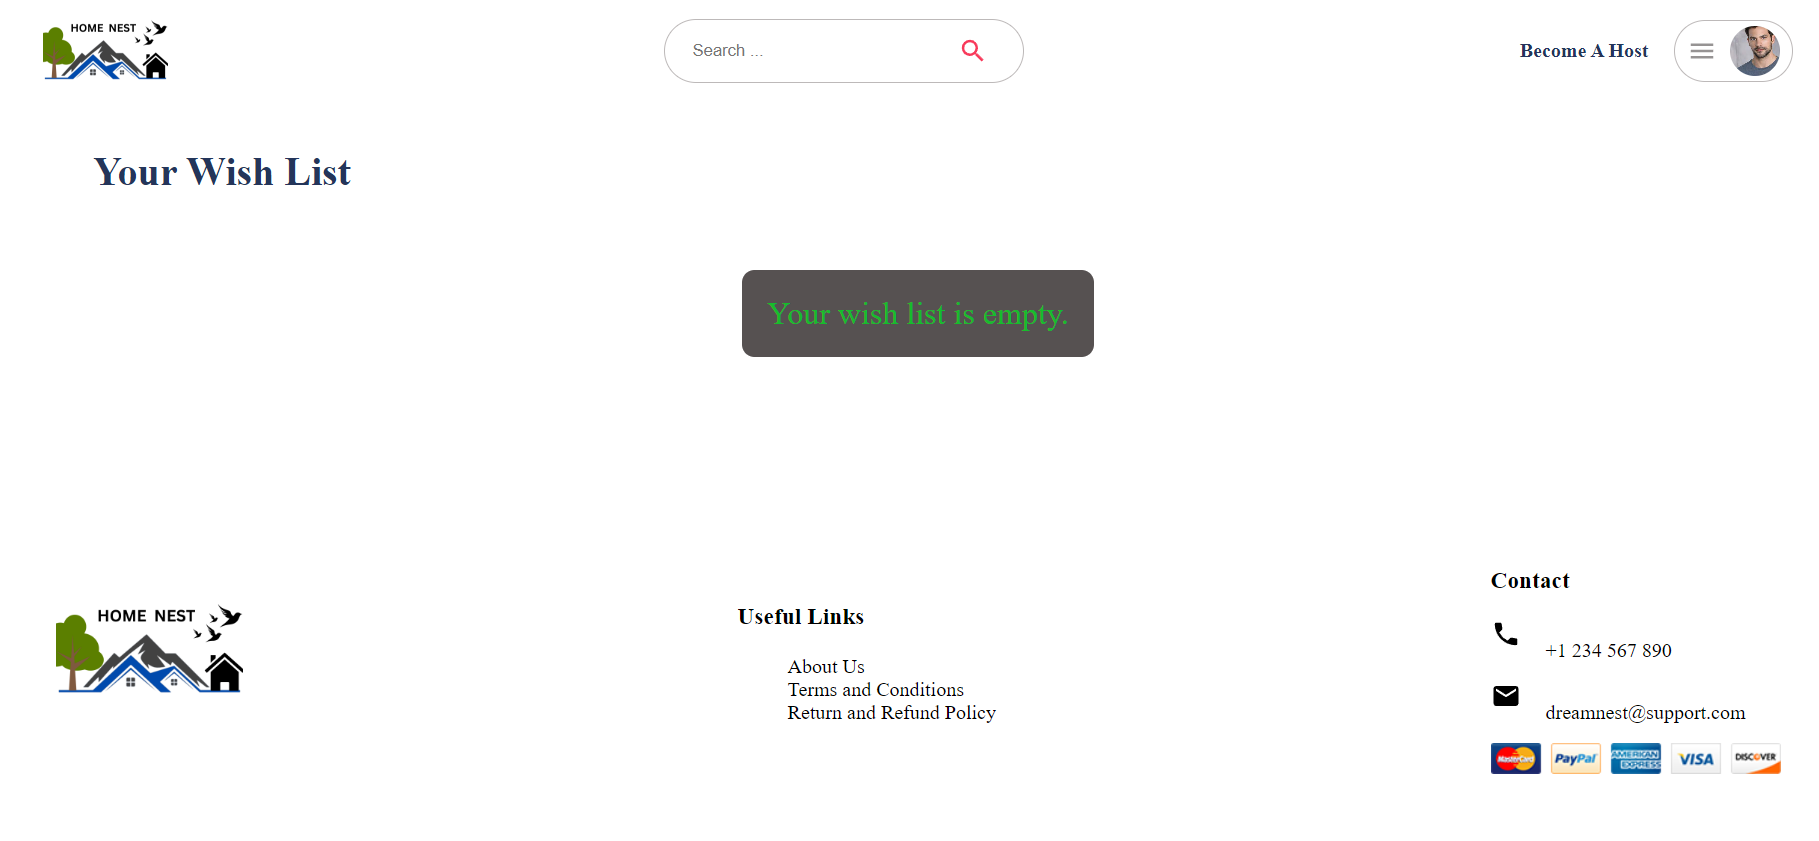 HOME NEST
Search ...
Become A Host
Your Wish List
Your wish list is empty.
HOME NEST
Useful Links
About Us
Terms and Conditions
Return and Refund Policy
Contact
+1 234 567 890
dreamnest@support.com
MasterCard PayPal AMERICAN EXPRESS VISA DISCOVER